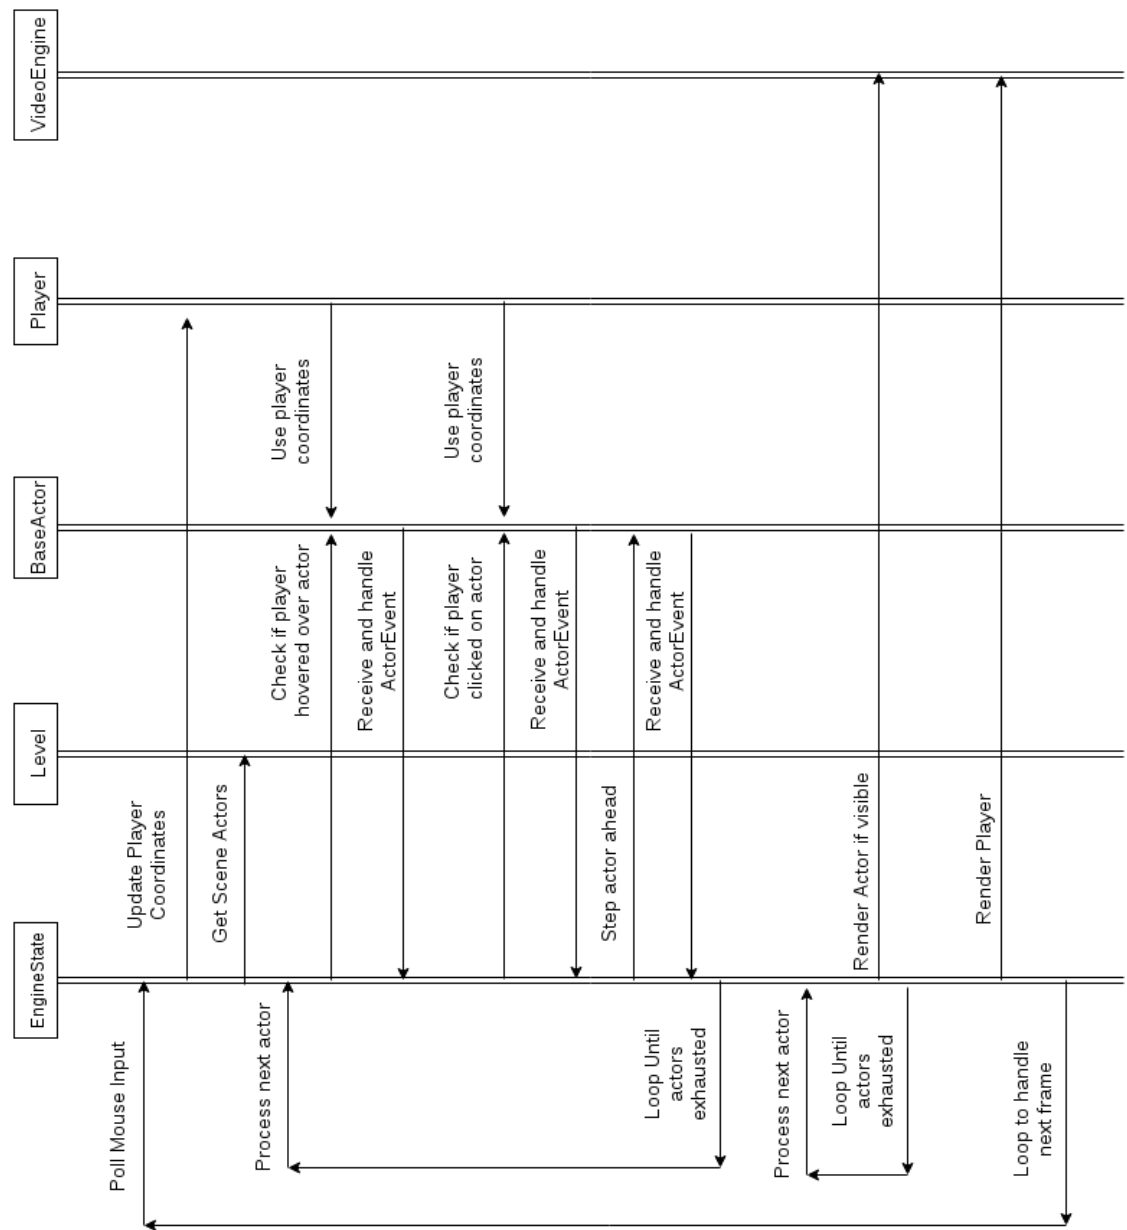 EngineState
Level
BaseActor
Player
VideoEngine
Poll Mouse Input
Update Player
Coordinates
Get Scene Actors
Process next actor
Check if player
hovered over actor
Use player
coordinates
Receive and handle
ActorEvent
Check if player
clicked on actor
Use player
coordinates
Receive and handle
ActorEvent
Step actor ahead
Receive and handle
ActorEvent
Loop Until
actors
exhausted
Process next actor
Render Actor if visible
Loop Until
actors
exhausted
Render Player
Loop to handle
next frame